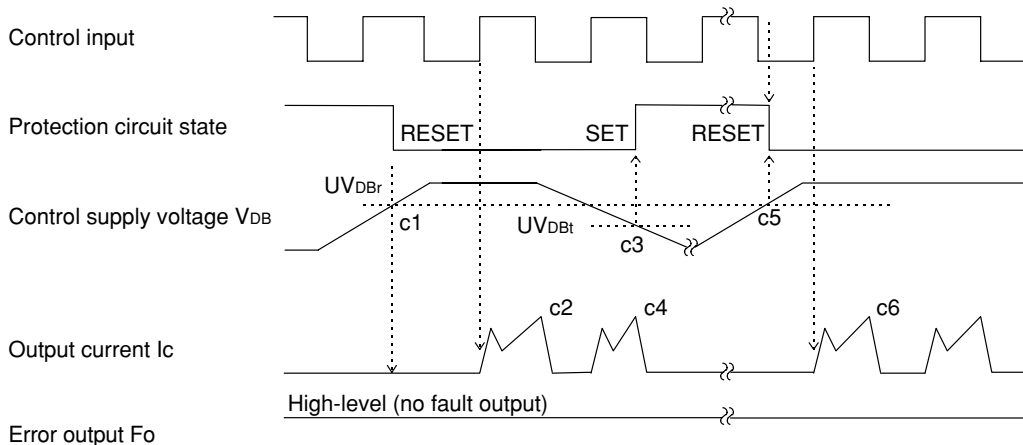 Control input
Protection circuit state
RESET
SET
RESET
UVDBr
Control supply voltage VDB
c1
UVDBt
c3
c5
c2
c4
c6
Output current Ic
High-level (no fault output)
Error output Fo